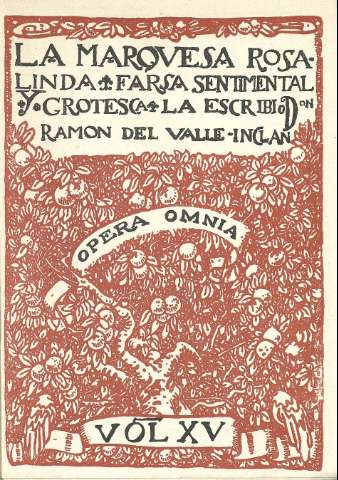 LA MARQVESA ROSA-
LINDA FARSA SENTIMENTAL
Y GROTESCA LA ESCRIBIO DON
RAMON DEL VALLE-INCLAN
OPERA OMNIA
VOL XV